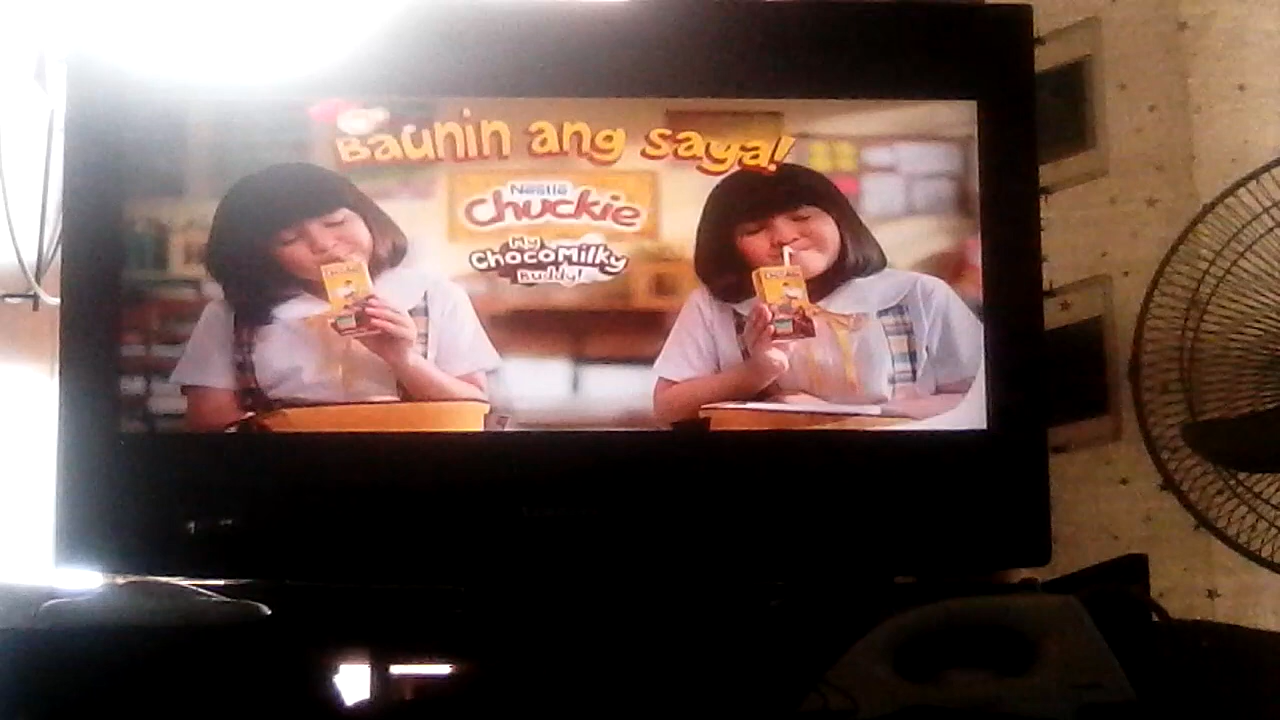 Baunin ang saya!
Nestlé
Chuckie
My
ChocoMilky
Buddy!